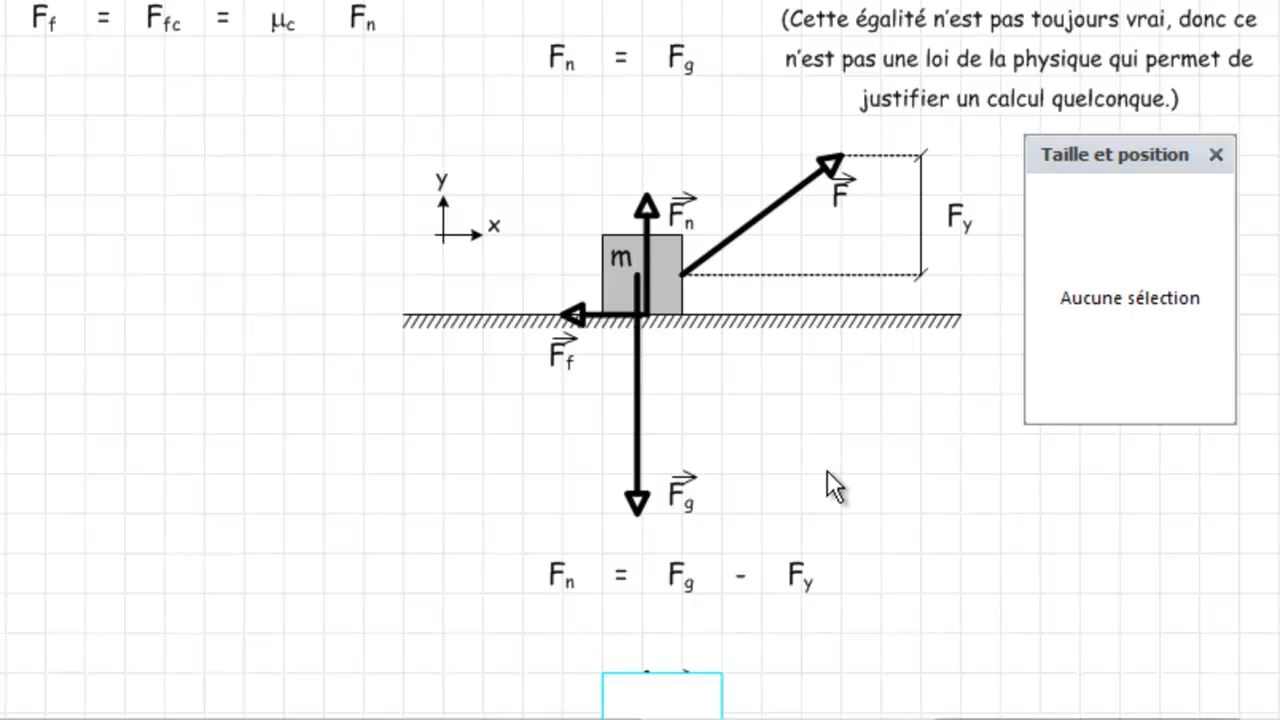 Ff = Ffc = μc Fn
(Cette égalité n'est pas toujours vrai, donc ce
Fn = Fg
n'est pas une loi de la physique qui permet de
justifier un calcul quelconque.)
Taille et position
y
x
Fn
F
Fy
m
Aucune sélection
Ff
Fg
Fn = Fg - Fy